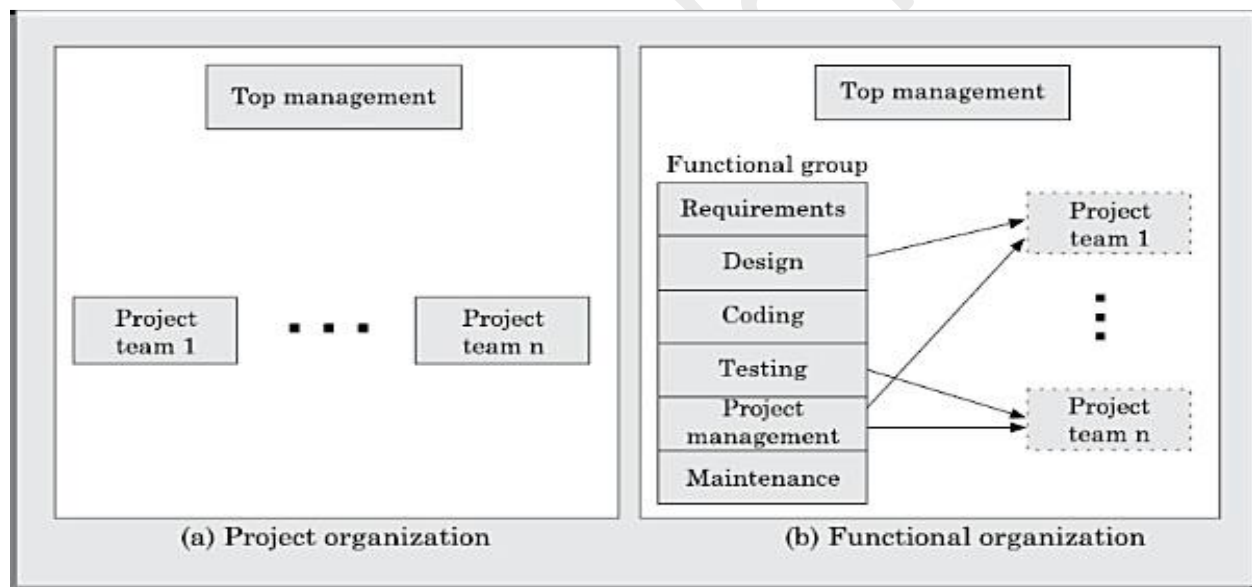 Top management
Project
team 1
Project
team n
(a) Project organization
Top management
Functional group
Requirements
Design
Coding
Testing
Project
management
Maintenance
Project
team 1
Project
team n
(b) Functional organization